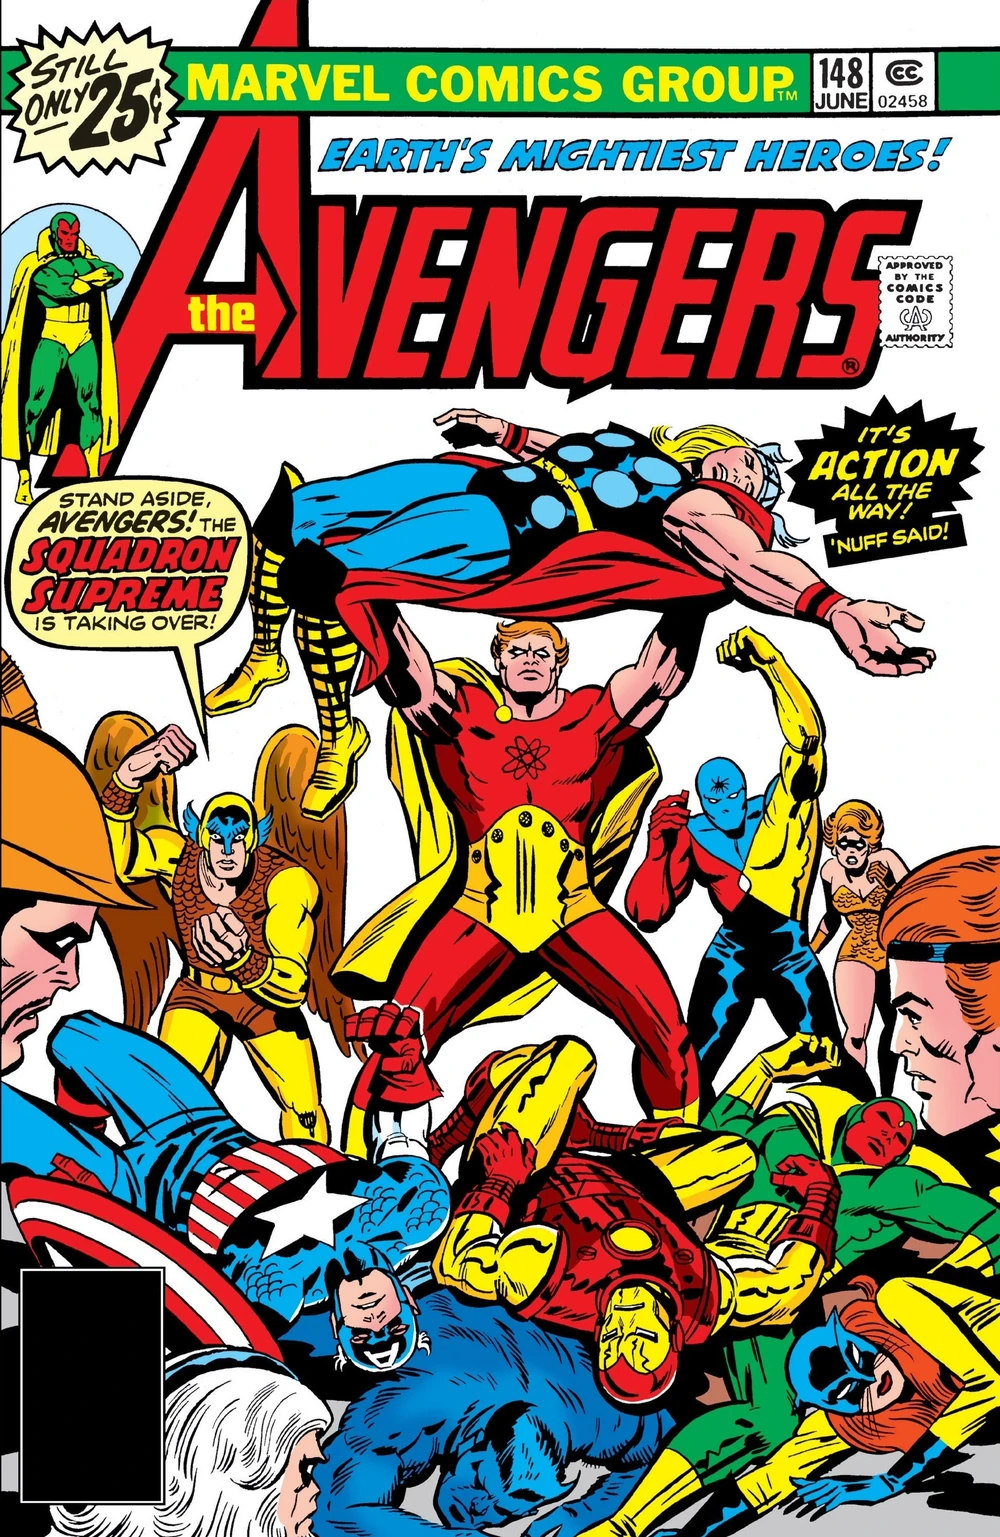 STILL
ONLY 25¢
MARVEL COMICS GROUP TM
148
JUNE
CC
02458
EARTH'S MIGHTIEST HEROES!
the AVENGERS ®
APPROVED
BY THE
COMICS
CODE
CA
AUTHORITY
IT'S
ACTION
ALL THE
WAY!
'NUFF SAID!
STAND ASIDE,
AVENGERS! THE
SQUADRON
SUPREME
IS TAKING OVER!